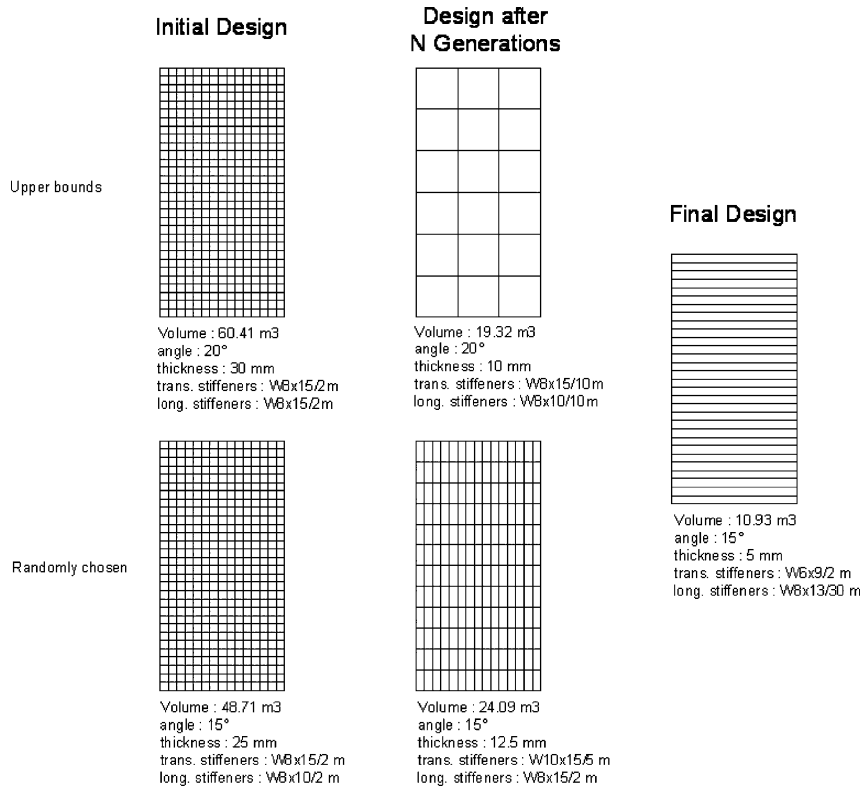 Initial Design
Design after
N Generations
Upper bounds
Volume : 60.41 m3
angle : 20°
thickness : 30 mm
trans. stiffeners : W8x15/2m
long. stiffeners : W8x15/2m
Volume : 19.32 m3
angle : 20°
thickness : 10 mm
trans. stiffeners : W8x15/10m
long. stiffeners : W8x10/10m
Final Design
Volume : 10.93 m3
angle : 15°
thickness : 5 mm
trans. stiffeners : W6x9/2 m
long. stiffeners : W8x13/30 m
Randomly chosen
Volume : 48.71 m3
angle : 15°
thickness : 25 mm
trans. stiffeners : W8x15/2 m
long. stiffeners : W8x10/2 m
Volume : 24.09 m3
angle : 15°
thickness : 12.5 mm
trans. stiffeners : W10x15/5 m
long. stiffeners : W8x15/2 m